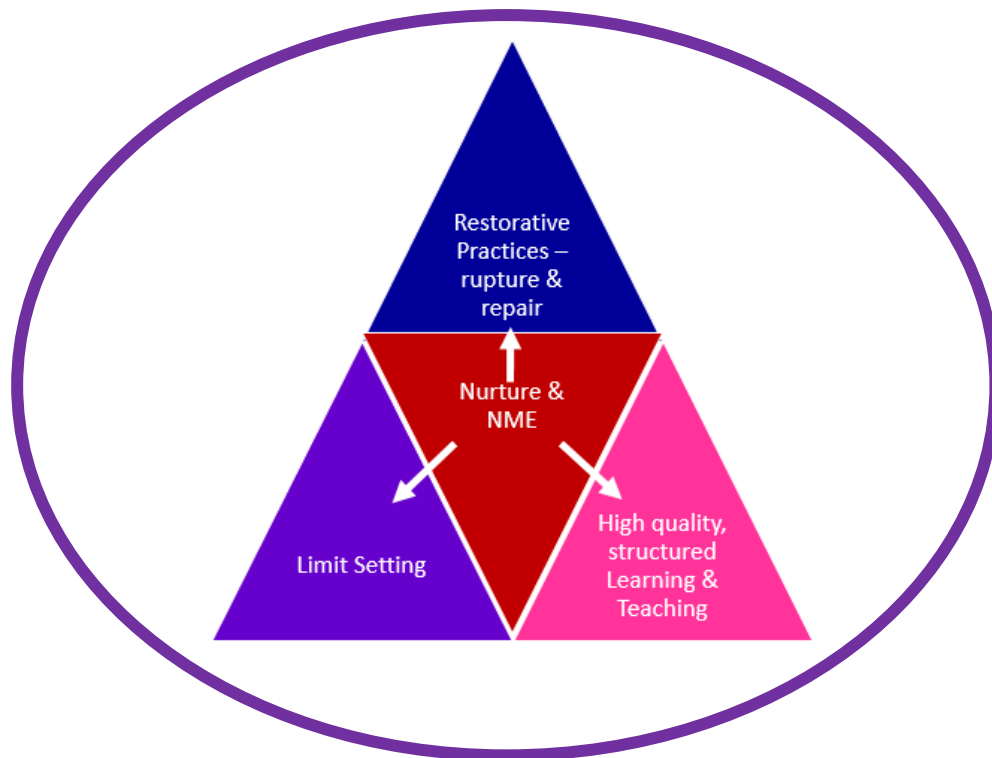 Restorative
Practices –
rupture &
repair
Nurture &
NME
Limit Setting
High quality,
structured
Learning &
Teaching